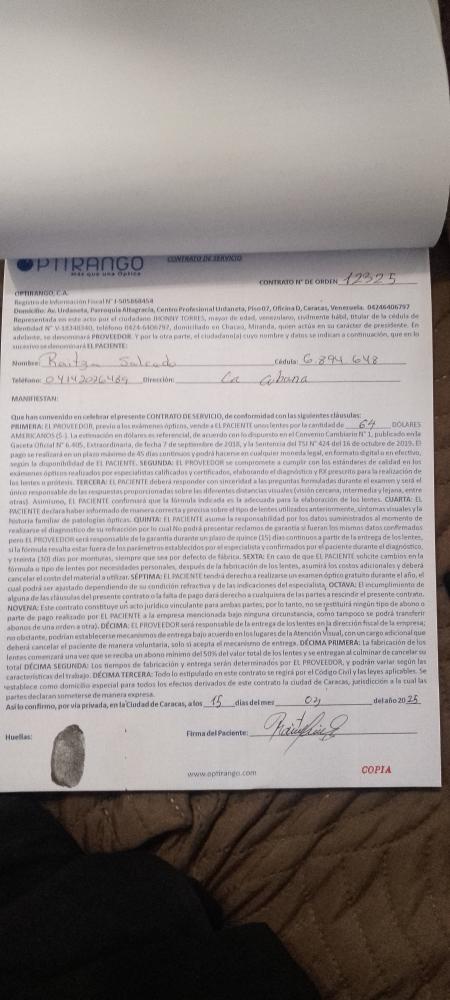 OPTIRANGO
Más que una Óptica
CONTRATO DE SERVICIO
CONTRATO N° DE ORDEN 12325
OPTIRANGO, C.A.
Registro de Información Fiscal N° J-505868454
Domicilio: Av. Urdaneta, Parroquia Altagracia, Centro Profesional Urdaneta, Piso 07, Oficina D, Caracas, Venezuela. 04246406797
Representada en este acto por el ciudadano JHONNY TORRES, mayor de edad, venezolano, civilmente hábil, titular de la cédula de
identidad N° V-18348340, teléfono 0424-6406797, domiciliado en Chacao, Miranda, quien actúa en su carácter de presidente. En
adelante, se denominará PROVEEDOR. Y por la otra parte, el ciudadano(a) cuyo nombre y datos se indican a continuación, que en lo
sucesivo se denominará EL PACIENTE:
Nombre: Raitza Salcedo Cédula: 6.894.648
Teléfono: 04142026489 Dirección: La Cubana
MANIFIESTAN:
Que han convenido en celebrar el presente CONTRATO DE SERVICIO, de conformidad con las siguientes cláusulas:
PRIMERA: EL PROVEEDOR, previo a los exámenes ópticos, vende a EL PACIENTE unos lentes por la cantidad de 64 DÓLARES
AMERICANOS ($-). La estimación en dólares es referencial, de acuerdo con lo dispuesto en el Convenio Cambiario N° 1, publicado en la
Gaceta Oficial N° 6.405, Extraordinaria, de fecha 7 de septiembre de 2018, y la Sentencia del TSJ N° 424 del 16 de octubre de 2019. El
pago se realizará en un plazo máximo de 45 días continuos y podrá hacerse en cualquier moneda legal, en formato digital o en efectivo,
según la disponibilidad de EL PACIENTE. SEGUNDA: EL PROVEEDOR se compromete a cumplir con los estándares de calidad en los
exámenes ópticos realizados por especialistas calificados y certificados, elaborando el diagnóstico y RX prescrito para la realización de
los lentes o prótesis. TERCERA: EL PACIENTE deberá responder con sinceridad a las preguntas formuladas durante el examen y será el
único responsable de las respuestas proporcionadas sobre las diferentes distancias visuales (visión cercana, intermedia y lejana, entre
otras). Asimismo, EL PACIENTE confirmará que la fórmula indicada es la adecuada para la elaboración de los lentes. CUARTA: EL
PACIENTE declara haber informado de manera correcta y precisa sobre el tipo de lentes utilizados anteriormente, síntomas visuales y la
historia familiar de patologías ópticas. QUINTA: EL PACIENTE asume la responsabilidad por los datos suministrados al momento de
realizarse el diagnostico de su refracción por lo cual No podrá presentar reclamos de garantía si fueron los mismos datos confirmados
pero EL PROVEEDOR será responsable de la garantía durante un plazo de quince (15) días continuos a partir de la entrega de los lentes,
si la fórmula resulta estar fuera de los parámetros establecidos por el especialista y confirmados por el paciente durante el diagnóstico,
y treinta (30) días por monturas, siempre que sea por defecto de fábrica. SEXTA: En caso de que EL PACIENTE solicite cambios en la
fórmula o tipo de lentes por necesidades personales, después de la fabricación de los lentes, asumirá los costos adicionales y deberá
cancelar el costo del material a utilizar. SÉPTIMA: EL PACIENTE tendrá derecho a realizarse un examen óptico gratuito durante el año, el
cual podrá ser ajustado dependiendo de su condición refractiva y de las indicaciones del especialista. OCTAVA: El incumplimiento de
alguna de las cláusulas del presente contrato o la falta de pago dará derecho a cualquiera de las partes a rescindir el presente contrato.
NOVENA: Este contrato constituye un acto jurídico vinculante para ambas partes; por lo tanto, no se restituirá ningún tipo de abono o
parte de pago realizado por EL PACIENTE a la empresa mencionada bajo ninguna circunstancia, como tampoco se podrá transferir
abonos de una orden a otra). DÉCIMA: EL PROVEEDOR será responsable de la entrega de los lentes en la dirección fiscal de la empresa;
no obstante, podrían establecerse mecanismos de entrega bajo acuerdo en los lugares de la Atención Visual, con un cargo adicional que
deberá cancelar el paciente de manera voluntaria, solo si acepta el mecanismo de entrega. DÉCIMA PRIMERA: La fabricación de los
lentes comenzará una vez que se reciba un abono mínimo del 50% del valor total de los lentes y se entregan al culminar de cancelar su
total DÉCIMA SEGUNDA: Los tiempos de fabricación y entrega serán determinados por EL PROVEEDOR, y podrán variar según las
características del trabajo. DÉCIMA TERCERA: Todo lo estipulado en este contrato se regirá por el Código Civil y las leyes aplicables. Se
establece como domicilio especial para todos los efectos derivados de este contrato la ciudad de Caracas, jurisdicción a la cual las
partes declaran someterse de manera expresa.
Así lo confirmo, por vía privada, en la Ciudad de Caracas, a los 15 días del mes 09 del año 2025
Huellas:
Firma del Paciente:
www.optirango.com
COPIA